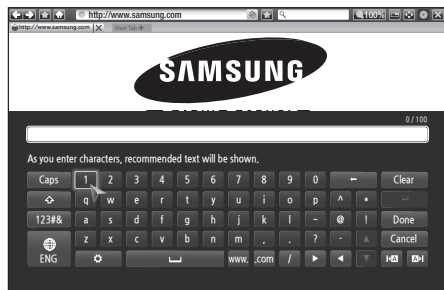 http://www.samsung.com 100%
http://www.samsung.com New Tab
SAMSUNG
0 / 100
As you enter characters, recommended text will be shown.
Caps 1 2 3 4 5 6 7 8 9 0 Clear
q w e r t y u i o p ^ *
123#& a s d f g h j k l ~ @ ! Done
z x c v b n m , . ? - Cancel
ENG www. .com /